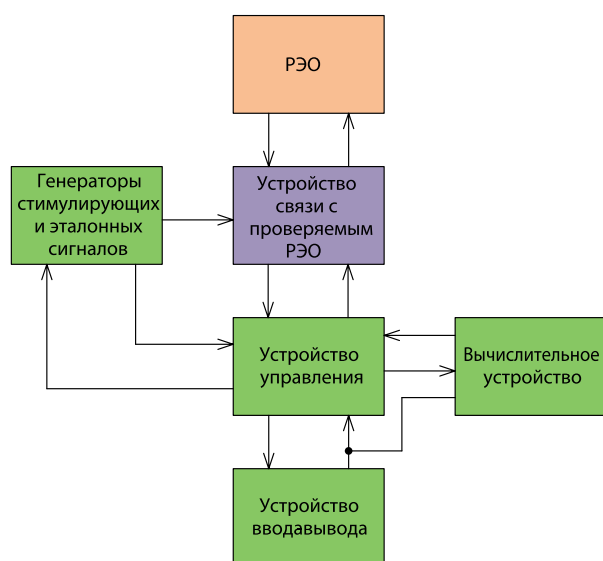 РЭО
Генераторы
стимулирующих
и эталонных
сигналов
Устройство
связи с
проверяемым
РЭО
Устройство
управления
Вычислительное
устройство
Устройство
вводавывода